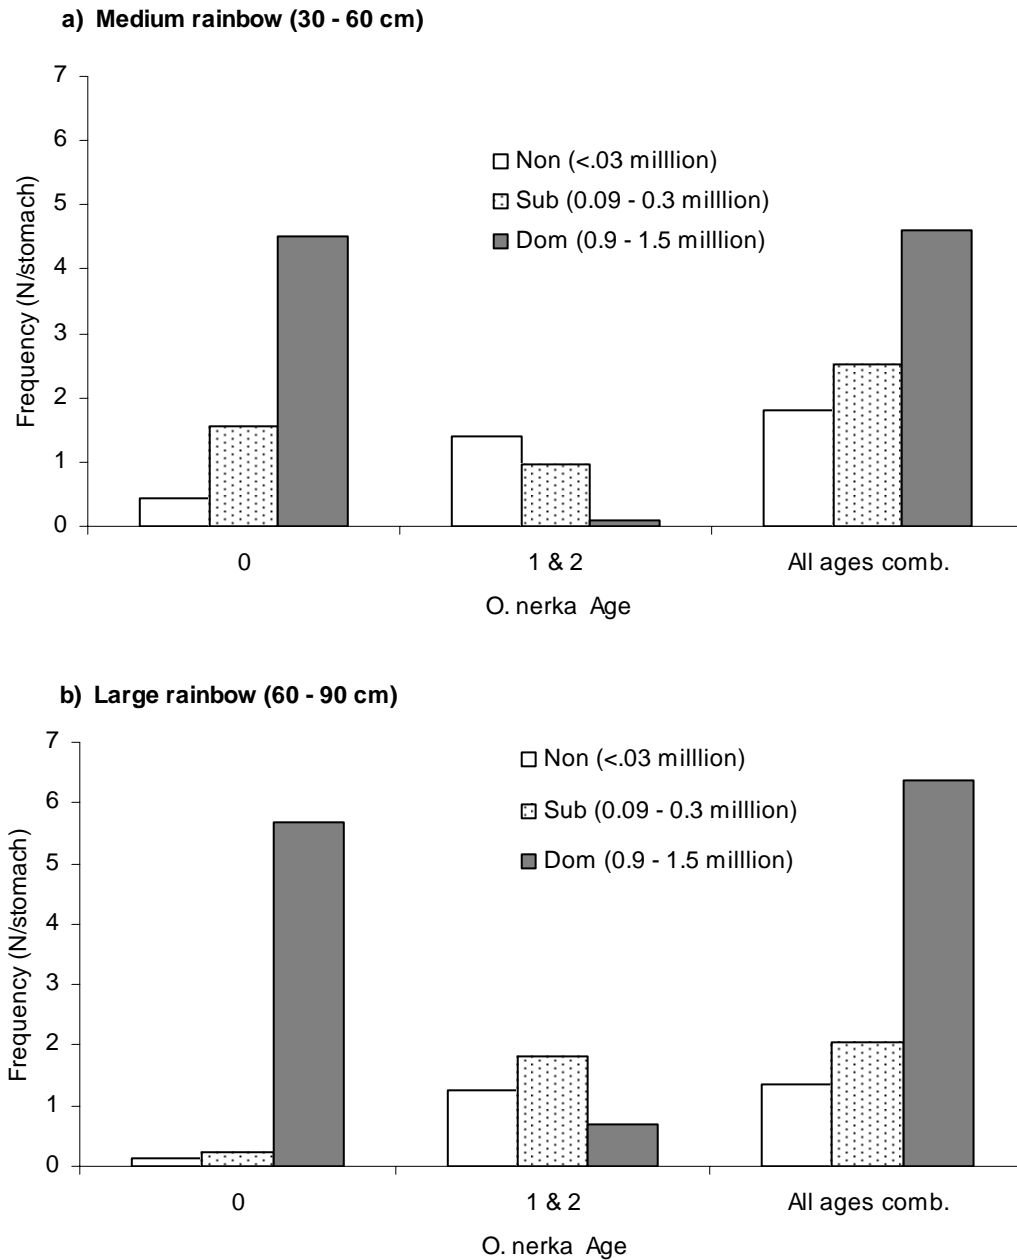 a) Medium rainbow (30 - 60 cm)
7
6
5
4
3
2
1
0
Frequency (N/stomach)
Non (<.03 milllion)
Sub (0.09 - 0.3 milllion)
Dom (0.9 - 1.5 milllion)
0 1 & 2 All ages comb.
O. nerka Age
b) Large rainbow (60 - 90 cm)
7
6
5
4
3
2
1
0
Frequency (N/stomach)
Non (<.03 milllion)
Sub (0.09 - 0.3 milllion)
Dom (0.9 - 1.5 milllion)
0 1 & 2 All ages comb.
O. nerka Age